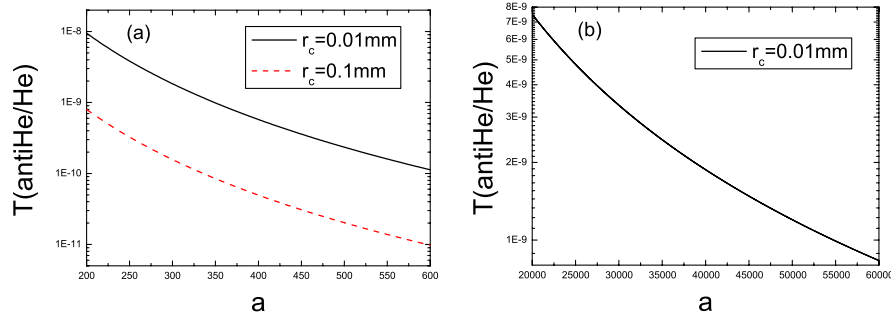 (a)
r_c=0.01mm
r_c=0.1mm
1E-8
1E-9
1E-10
1E-11
T(antiHe/He)
200 250 300 350 400 450 500 550 600
a
(b)
r_c=0.01mm
8E-9
7E-9
6E-9
5E-9
4E-9
3E-9
2E-9
1E-9
T(antiHe/He)
20000 25000 30000 35000 40000 45000 50000 55000 60000
a